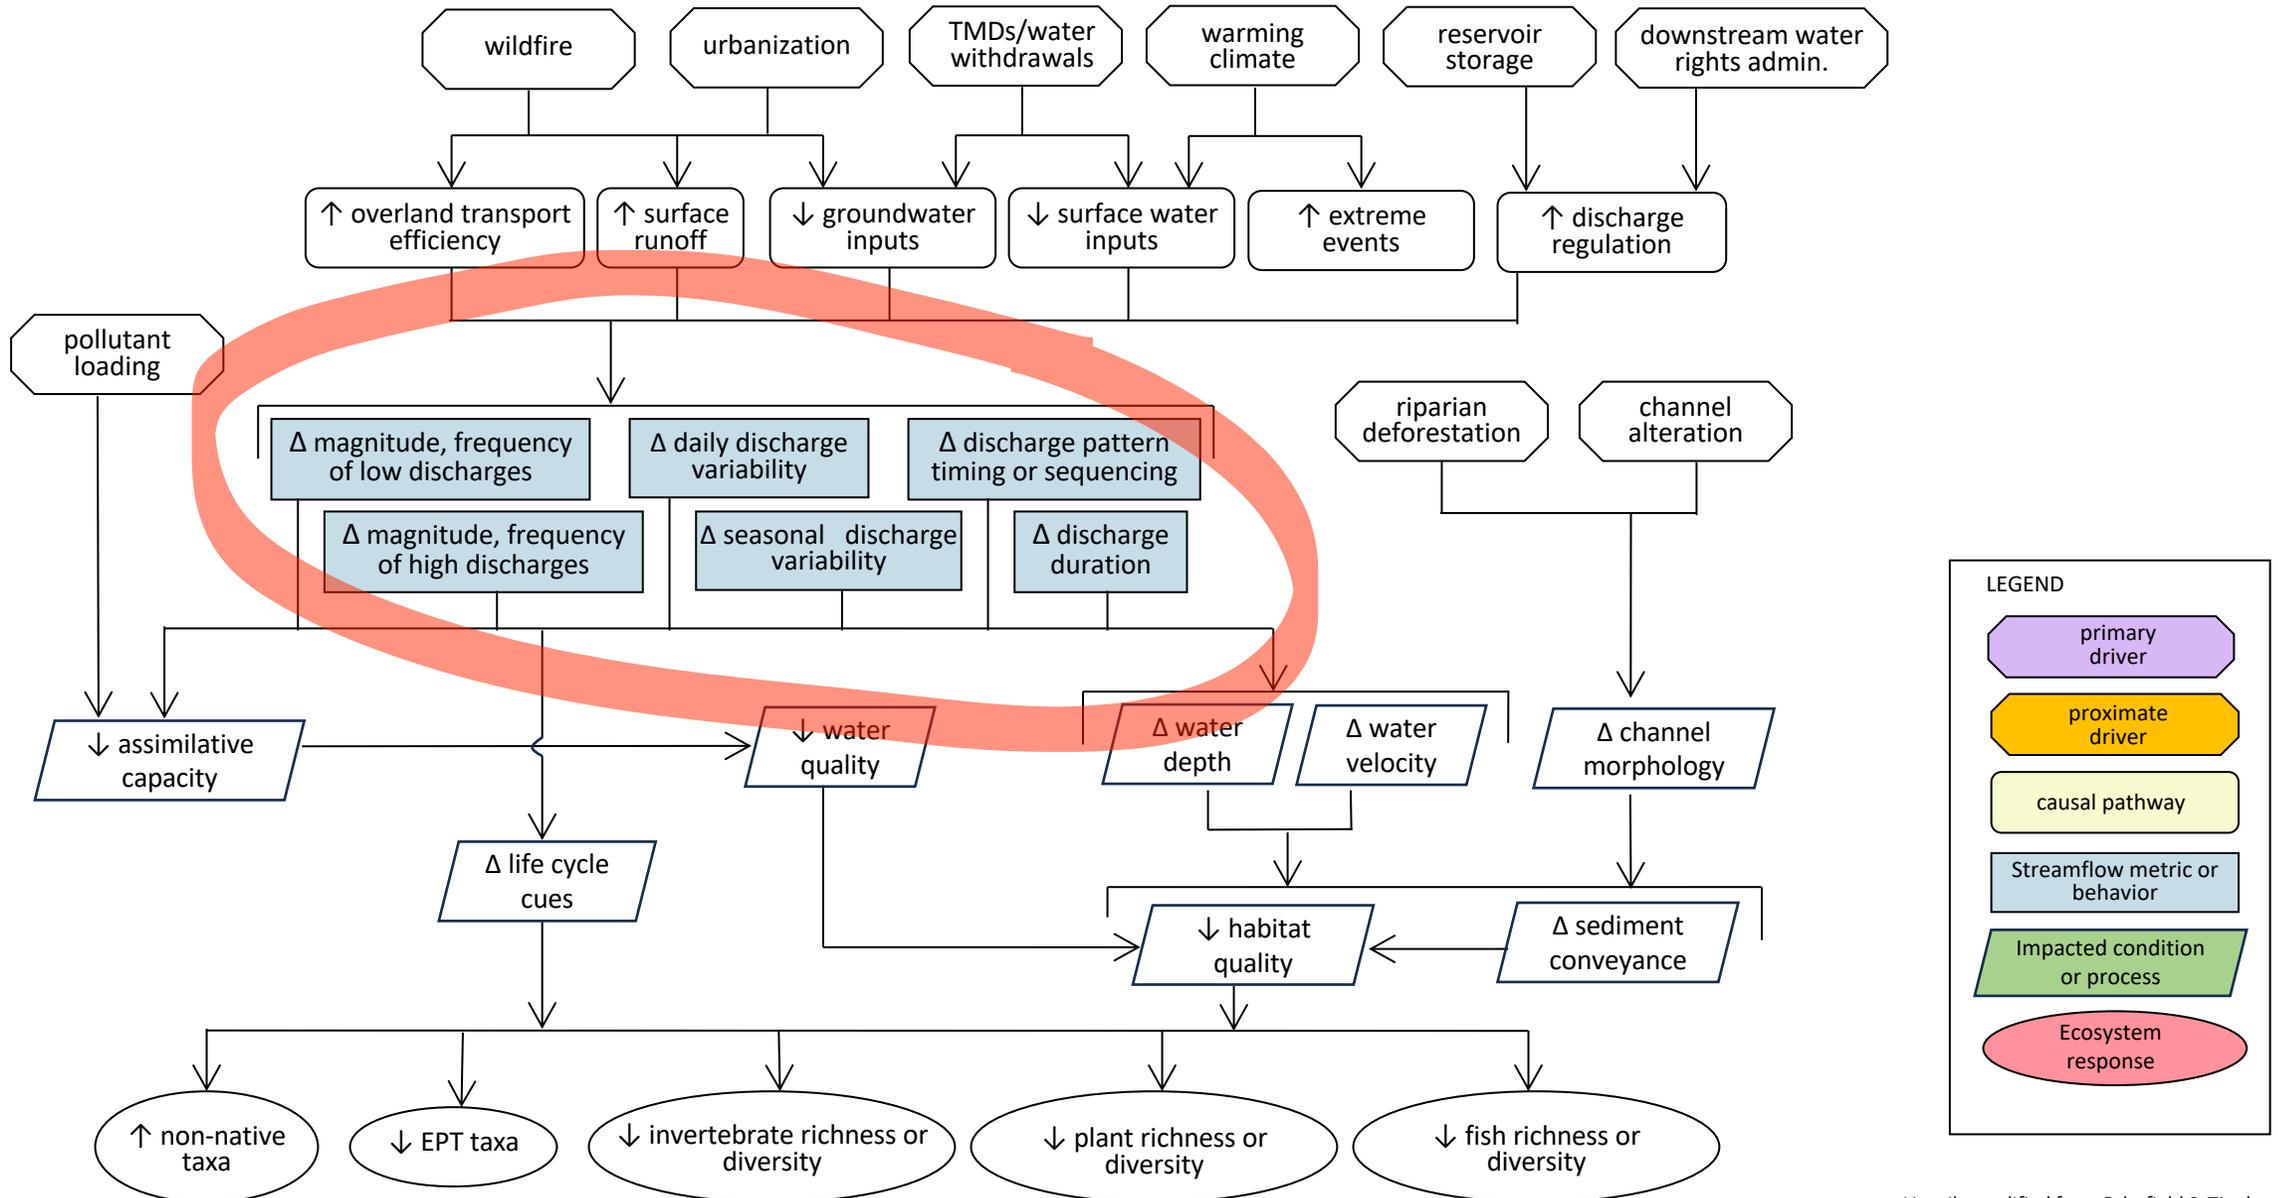 wildfire
urbanization
TMDs/water
withdrawals
warming
climate
reservoir
storage
downstream water
rights admin.
↑ overland transport
efficiency
↑ surface
runoff
↓ groundwater
inputs
↓ surface water
inputs
↑ extreme
events
↑ discharge
regulation
pollutant
loading
riparian
deforestation
channel
alteration
Δ magnitude, frequency
of low discharges
Δ daily discharge
variability
Δ discharge pattern
timing or sequencing
Δ magnitude, frequency
of high discharges
Δ seasonal discharge
variability
Δ discharge
duration
↓ assimilative
capacity
↓ water
quality
Δ water
depth
Δ water
velocity
Δ channel
morphology
Δ life cycle
cues
↓ habitat
quality
Δ sediment
conveyance
↑ non-native
taxa
↓ EPT taxa
↓ invertebrate richness or
diversity
↓ plant richness or
diversity
↓ fish richness or
diversity
LEGEND
primary
driver
proximate
driver
causal pathway
Streamflow metric or
behavior
Impacted condition
or process
Ecosystem
response